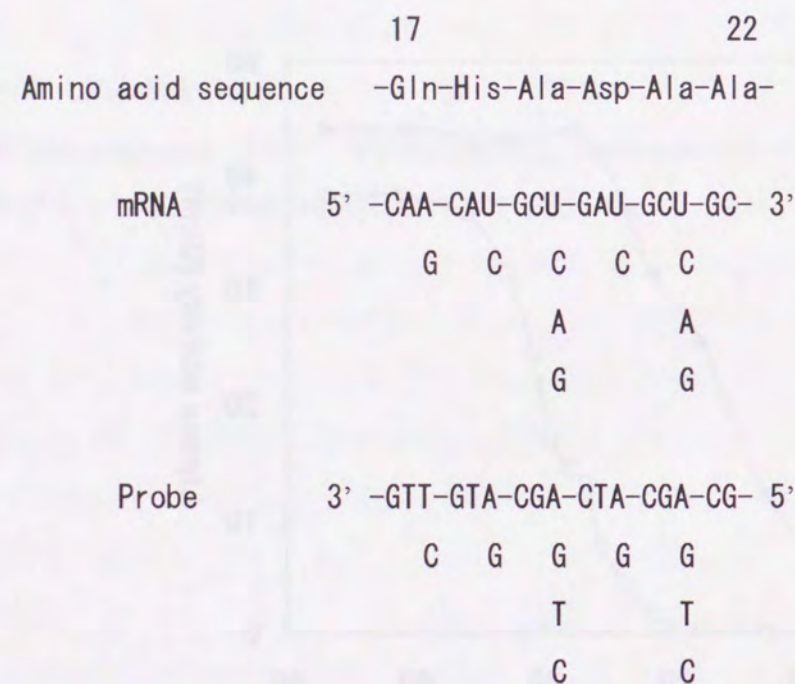 17 22
Amino acid sequence -Gln-His-Ala-Asp-Ala-Ala-
mRNA 5' -CAA-CAU-GCU-GAU-GCU-GC- 3'
G C C C C
A A
G G
Probe 3' -GTT-GTA-CGA-CTA-CGA-CG- 5'
C G G G G
T T
C C